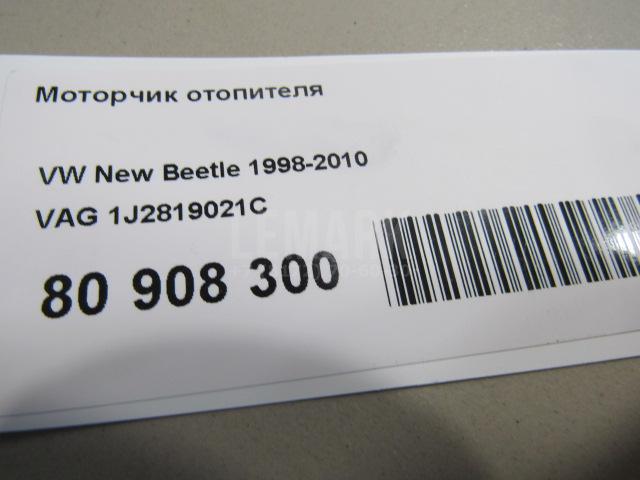 Моторчик отопителя
VW New Beetle 1998-2010
VAG 1J2819021C
80 908 300